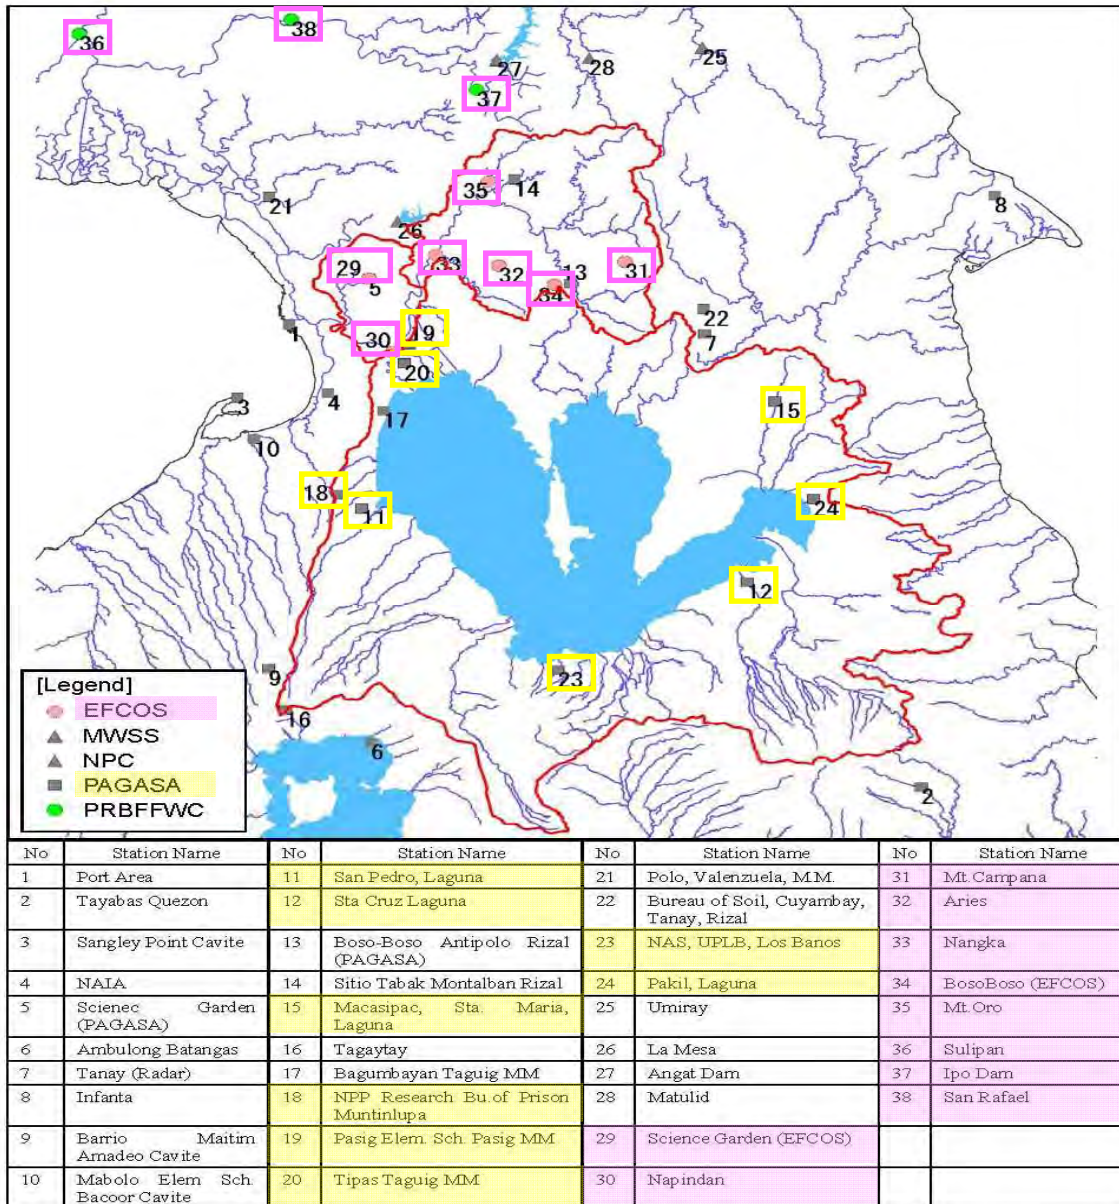 36
38
27
28
25
37
35
14
21
8
26
29
33
32
31
5
34
13
22
1
30
19
7
20
3
4
17
15
10
18
11
24
12
9
23
16
6
2
[Legend]
EFCOS
MWSS
NPC
PAGASA
PRBFFWC
No Station Name No Station Name No Station Name No Station Name
1 Port Area 11 San Pedro, Laguna 21 Polo, Valenzuela, M.M. 31 Mt.Campana
2 Tayabas Quezon 12 Sta Cruz Laguna 22 Bureau of Soil, Cuyambay, 32 Aries
Tanay, Rizal
3 Sangley Point Cavite 13 Boso-Boso Antipolo Rizal 23 NAS, UPLB, Los Banos 33 Nangka
(PAGASA)
4 NAIA 14 Sitio Tabak Montalban Rizal 24 Pakil, Laguna 34 BosoBoso (EFCOS)
5 Scienec Garden 15 Macasipac, Sta. Maria, 25 Umiray 35 Mt.Oro
(PAGASA) Laguna
6 Ambulong Batangas 16 Tagaytay 26 La Mesa 36 Sulipan
7 Tanay (Radar) 17 Bagumbayan Taguig MM 27 Angat Dam 37 Ipo Dam
8 Infanta 18 NPP Research Bu.of Prison 28 Matulid 38 San Rafael
Muntinlupa
9 Barrio Maitim 19 Pasig Elem. Sch. Pasig MM 29 Science Garden (EFCOS)
Amadeo Cavite
10 Mabolo Elem Sch. 20 Tipas Taguig MM 30 Napindan
Bacoor Cavite